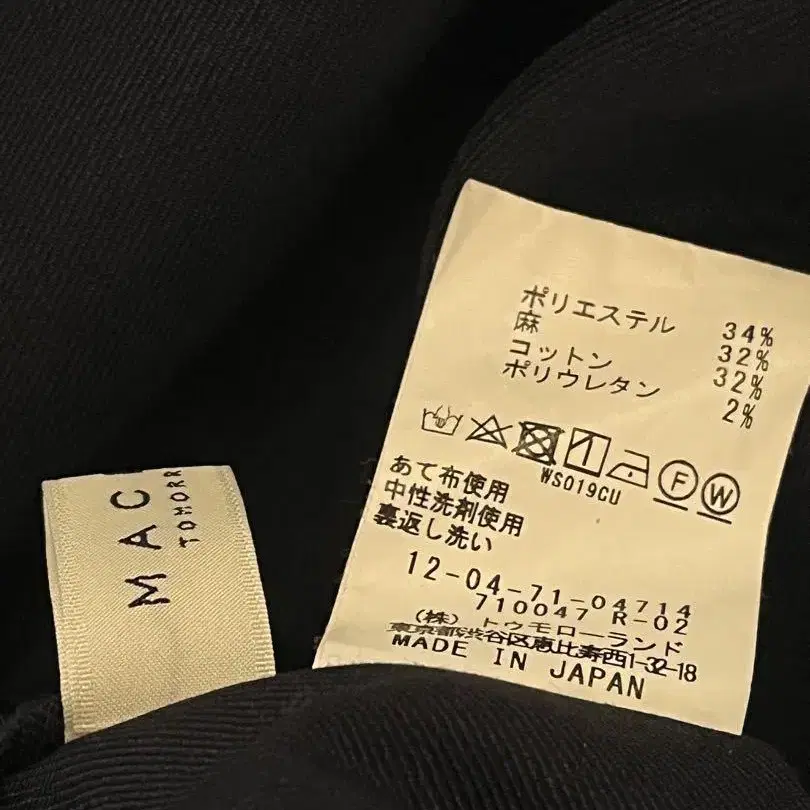 MAC
TOMORR
ポリエステル 34%
麻 32%
コットン 32%
ポリウレタン 2%
F W
WS019CU
あて布使用
中性洗剤使用
裏返し洗い
12-04-71-04714
710047 R-02
(株) トゥモローランド
東京都渋谷区恵比寿西1-32-18
MADE IN JAPAN